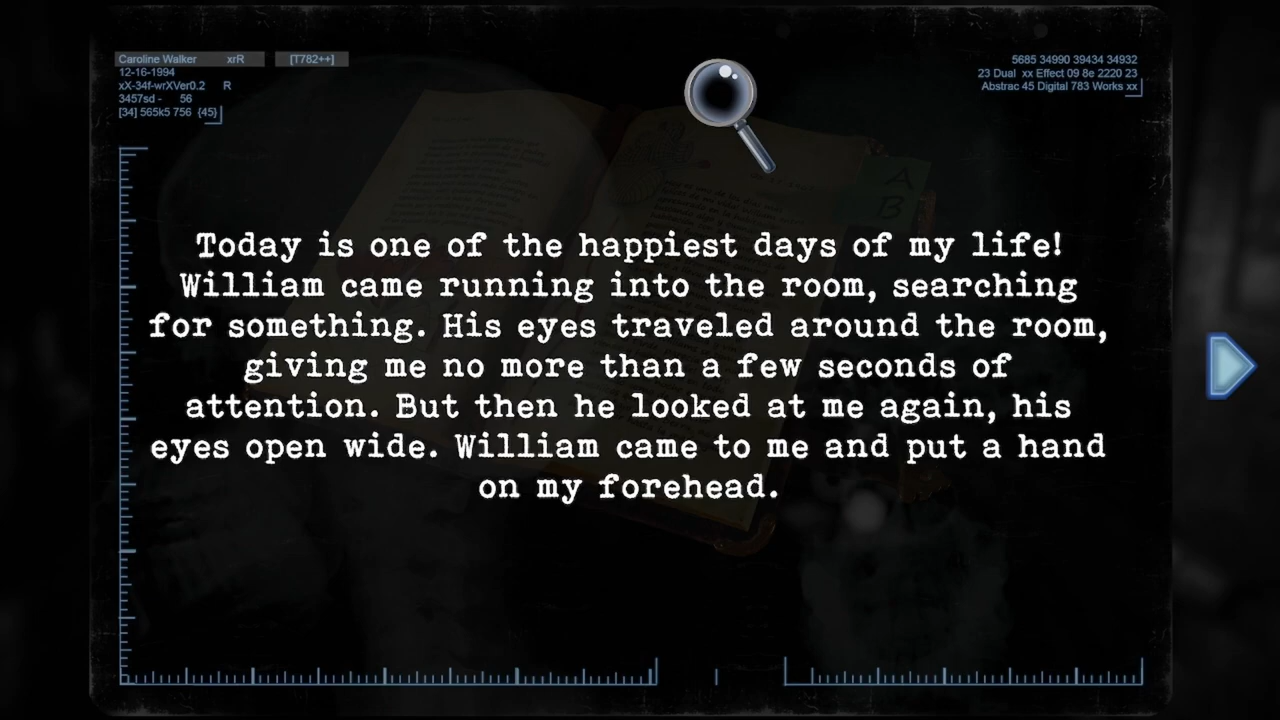 Caroline Walker xrR [T782++]
12-16-1994
xX-34f-wrXVer0.2 R
3457sd - 56
[34] 565k5 756 {45}
5685 34990 39434 34932
23 Dual xx Effect 09 8e 2220 23
Abstrac 45 Digital 783 Works xx
A
B
Today is one of the happiest days of my life!
William came running into the room, searching
for something. His eyes traveled around the room,
giving me no more than a few seconds of
attention. But then he looked at me again, his
eyes open wide. William came to me and put a hand
on my forehead.